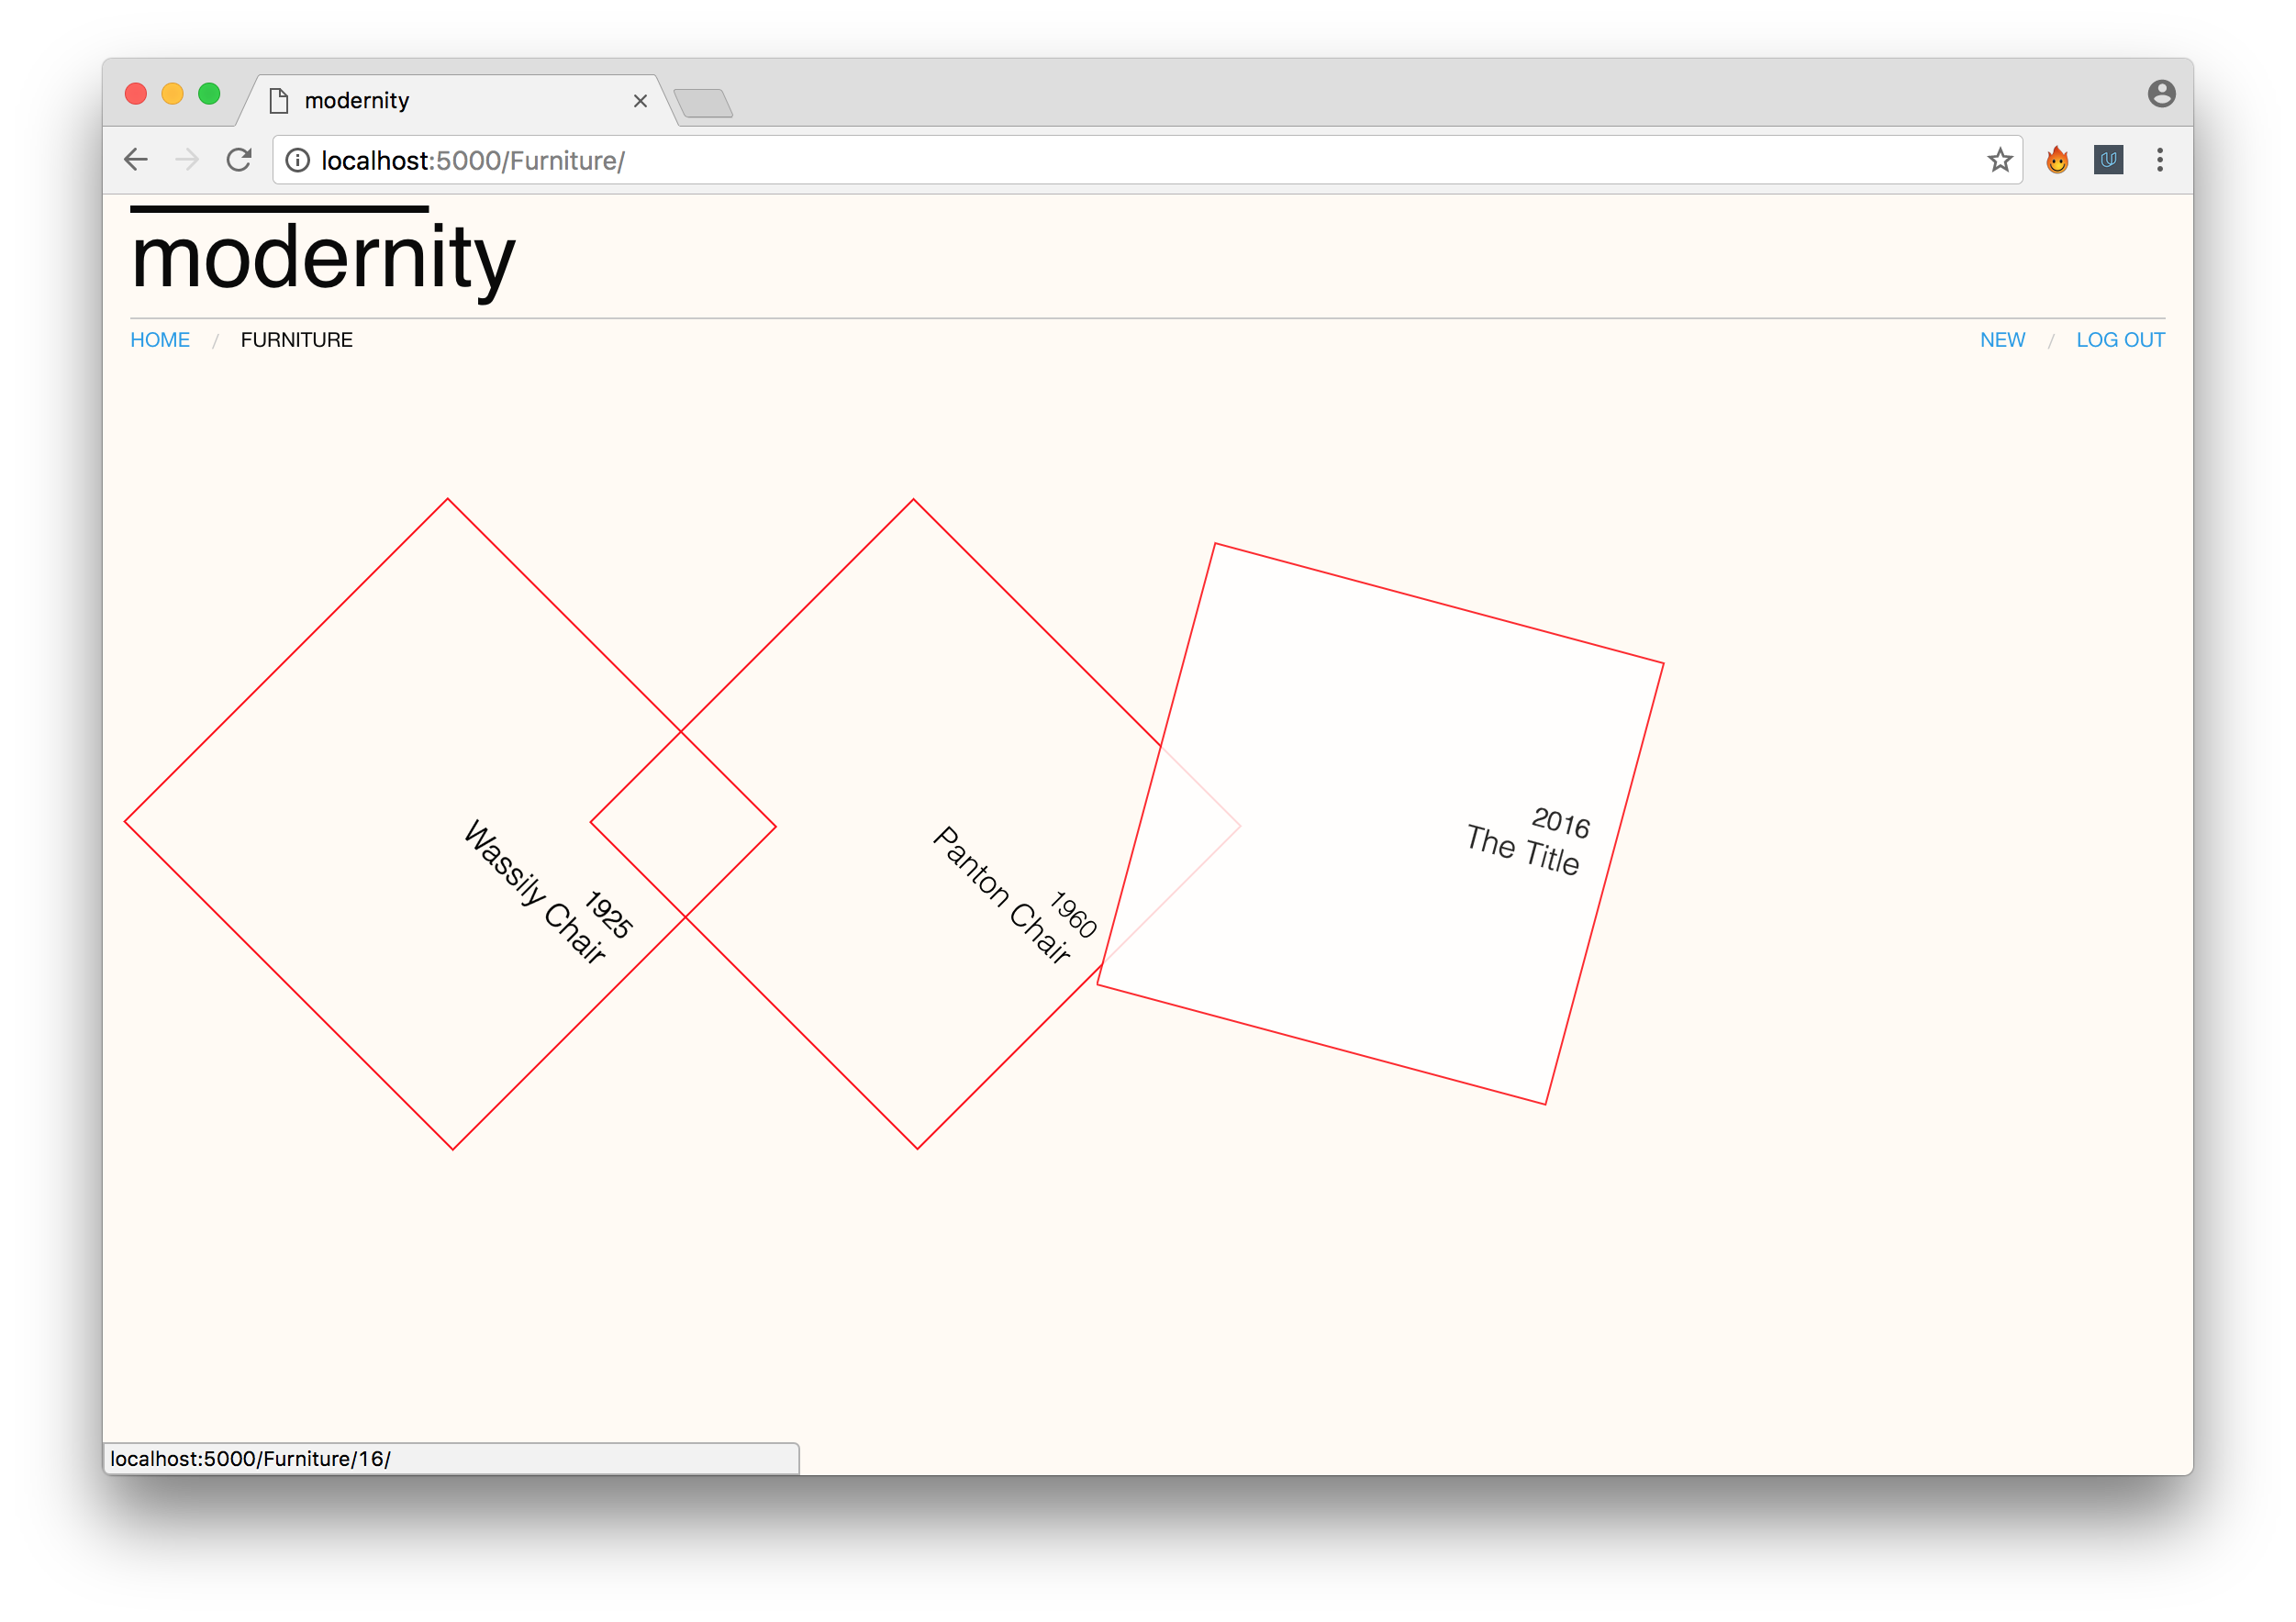 modernity
localhost:5000/Furniture/
modernity
HOME / FURNITURE
NEW / LOG OUT
1925
Wassily Chair
1960
Panton Chair
2016
The Title
localhost:5000/Furniture/16/